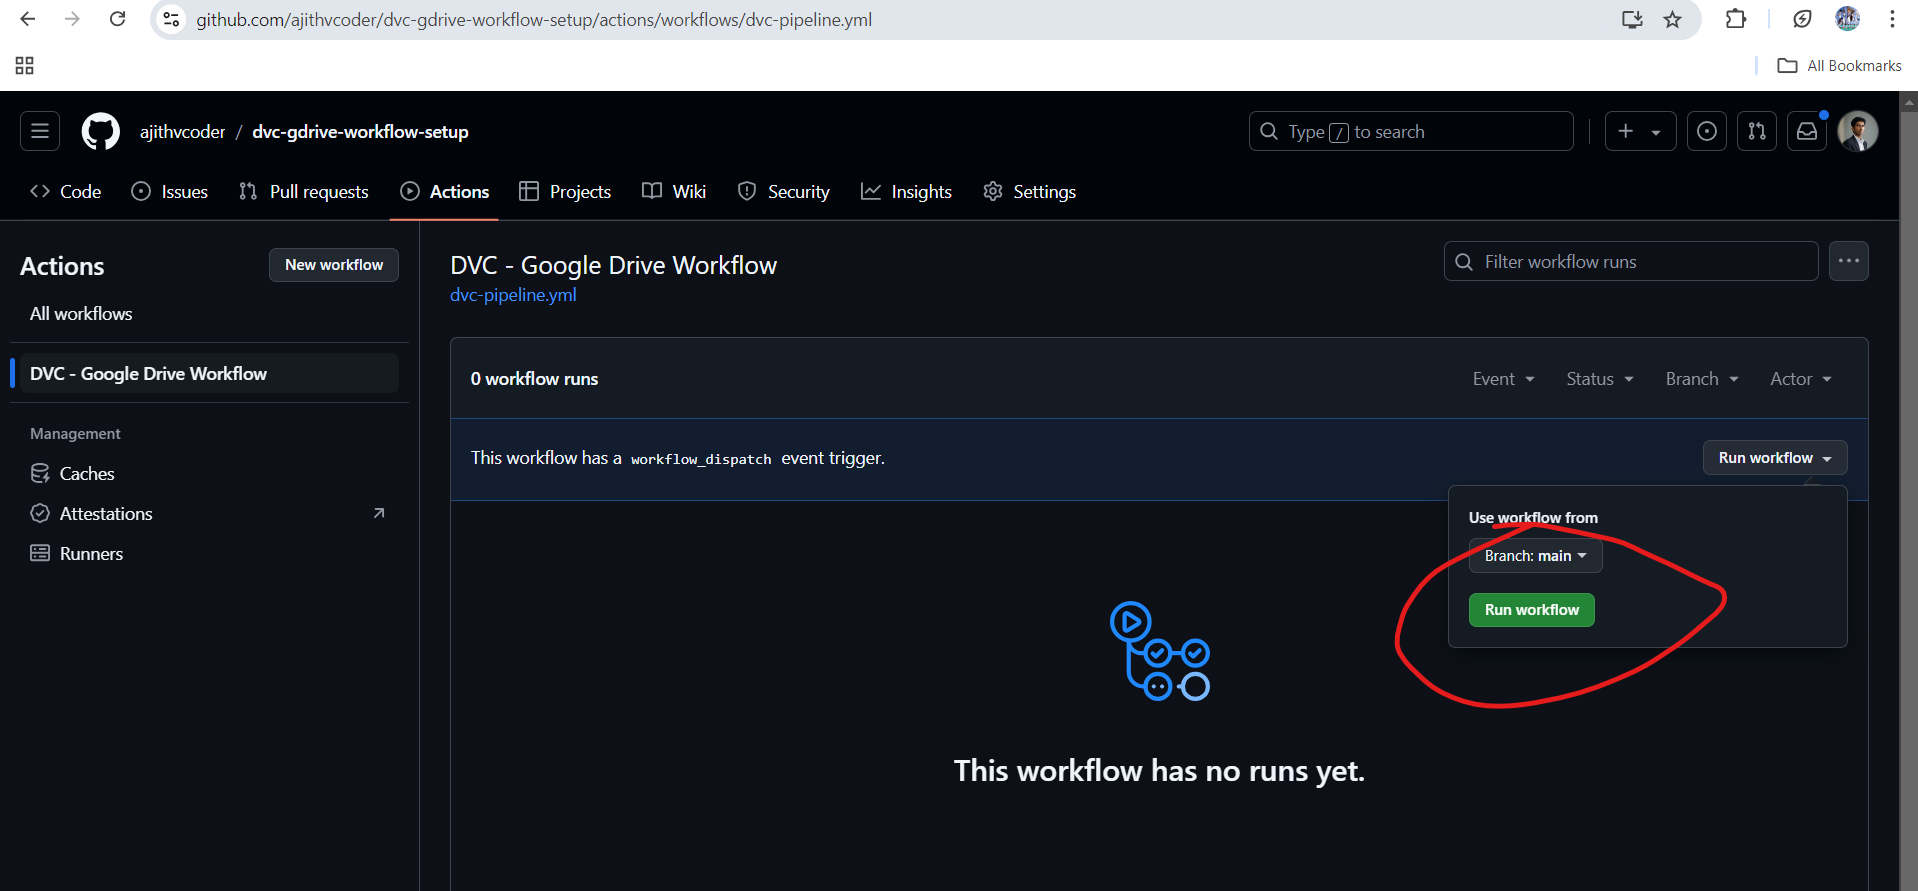 github.com/ajithvcoder/dvc-gdrive-workflow-setup/actions/workflows/dvc-pipeline.yml
All Bookmarks
ajithvcoder / dvc-gdrive-workflow-setup
Type / to search
Code Issues Pull requests Actions Projects Wiki Security Insights Settings
Actions
New workflow
All workflows
DVC - Google Drive Workflow
Management
Caches
Attestations
Runners
DVC - Google Drive Workflow
dvc-pipeline.yml
Filter workflow runs
0 workflow runs
Event Status Branch Actor
This workflow has a workflow_dispatch event trigger.
Run workflow
Use workflow from
Branch: main
Run workflow
This workflow has no runs yet.